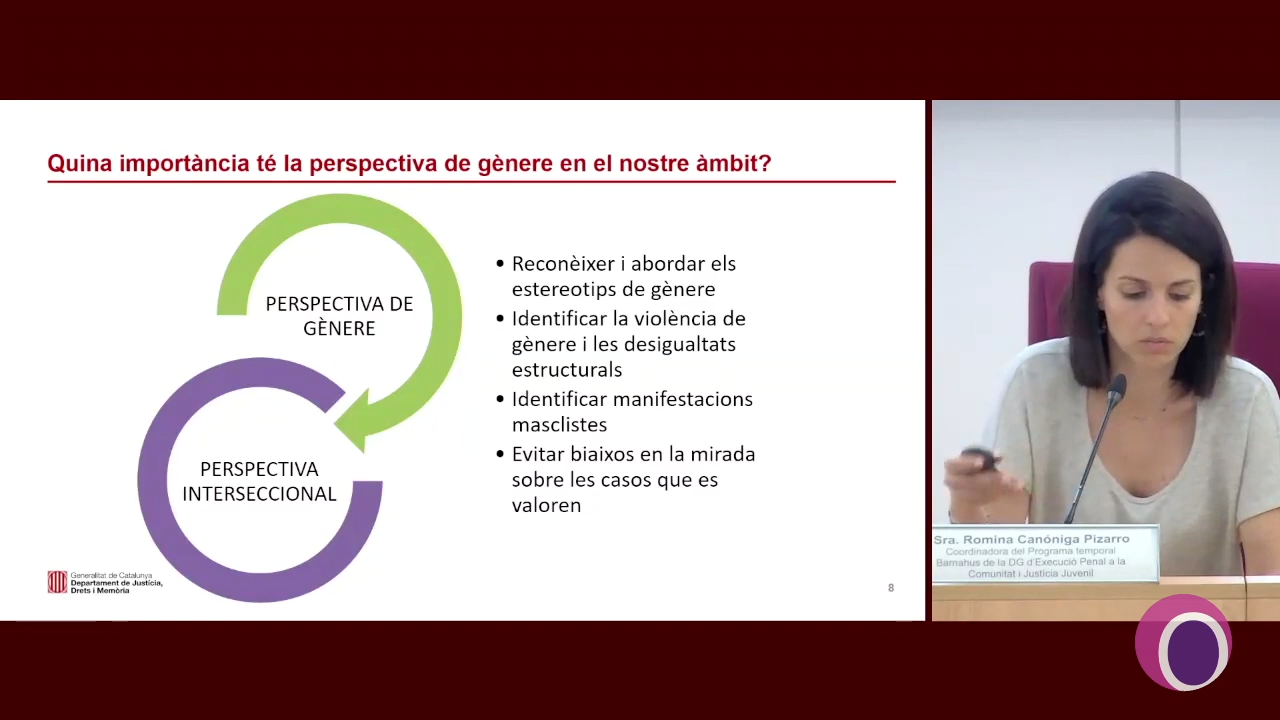 Quina importància té la perspectiva de gènere en el nostre àmbit?
PERSPECTIVA DE
GÈNERE
PERSPECTIVA
INTERSECCIONAL
• Reconèixer i abordar els
estereotips de gènere
• Identificar la violència de
gènere i les desigualtats
estructurals
• Identificar manifestacions
masclistes
• Evitar biaixos en la mirada
sobre les casos que es
valoren
Generalitat de Catalunya
Departament de Justícia,
Drets i Memòria
8
Sra. Romina Canóniga Pizarro
Coordinadora del Programa temporal
Barnahus de la DG d'Execució Penal a la
Comunitat i Justícia Juvenil